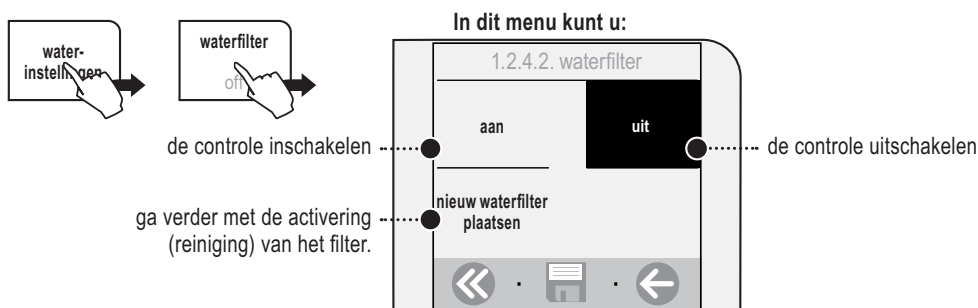 In dit menu kunt u:
water-
instellingen
waterfilter
off
1.2.4.2. waterfilter
aan
uit
de controle inschakelen
de controle uitschakelen
nieuw waterfilter
plaatsen
ga verder met de activering
(reiniging) van het filter.